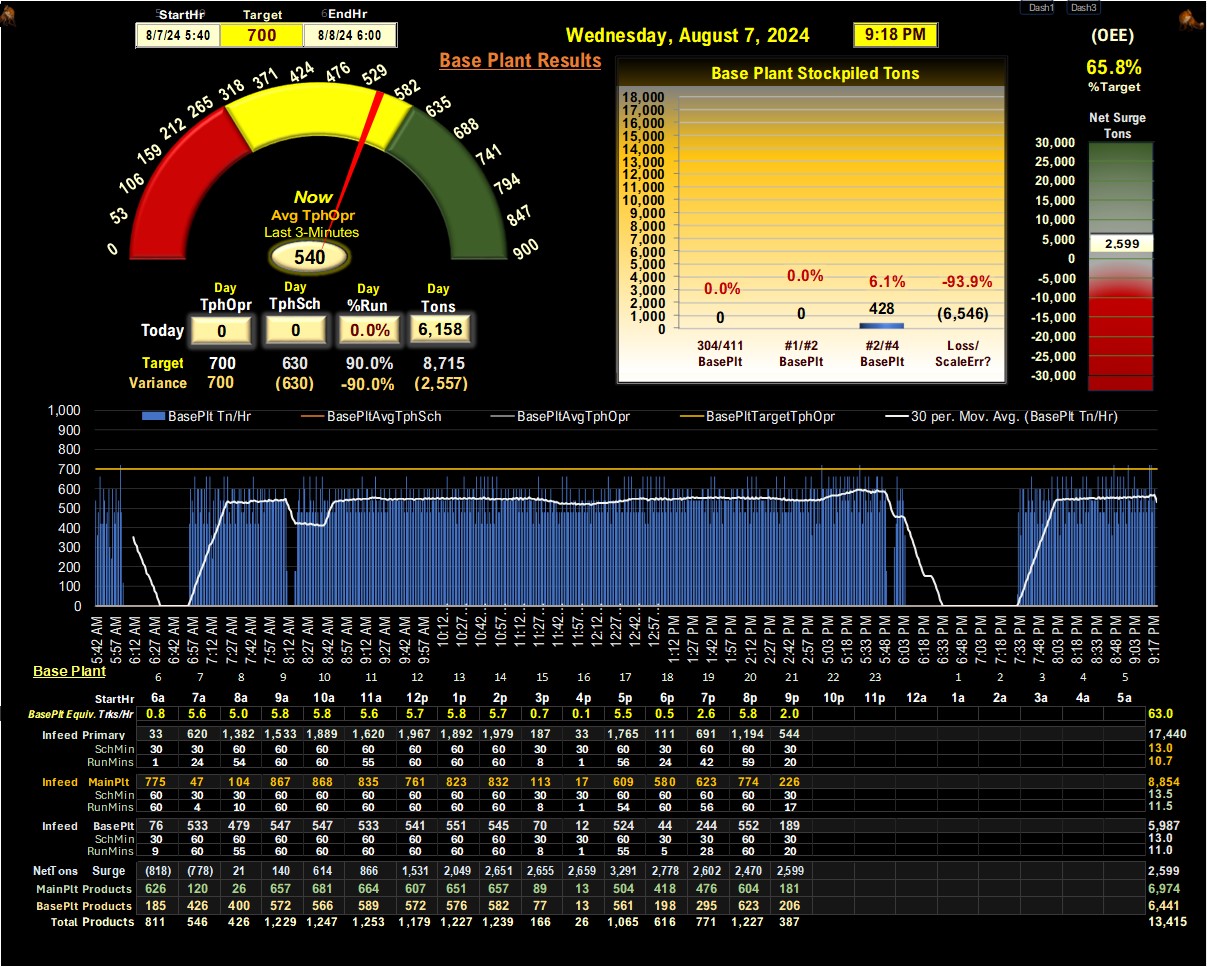 StartHr Target EndHr Dash1 Dash3
8/7/24 5:40 700 8/8/24 6:00
Wednesday, August 7, 2024 9:18 PM (OEE)
Base Plant Results
65.8%
%Target
Base Plant Stockpiled Tons
0 53 106 159 212 265 318 371 424 476 529 582 635 688 741 794 847 900
Now
Avg TphOpr
Last 3-Minutes
540
18,000
17,000
16,000
15,000
14,000
13,000
12,000
11,000
10,000
9,000
8,000
7,000
6,000
5,000
4,000
3,000
2,000
1,000
0
0.0% 0.0% 6.1% -93.9%
0 0 428 (6,546)
304/411 #1/#2 #2/#4 Loss/
BasePlt BasePlt BasePlt ScaleErr?
Net Surge
Tons
30,000
25,000
20,000
15,000
10,000
5,000
0
-5,000
-10,000
-15,000
-20,000
-25,000
-30,000
2,599
Day Day Day Day
TphOpr TphSch %Run Tons
Today 0 0 0.0% 6,158
Target 700 630 90.0% 8,715
Variance 700 (630) -90.0% (2,557)
BasePlt Tn/Hr BasePltAvgTphSch BasePltAvgTphOpr BasePltTargetTphOpr 30 per. Mov. Avg. (BasePlt Tn/Hr)
1,000
900
800
700
600
500
400
300
200
100
0
5:42 AM 5:57 AM 6:12 AM 6:27 AM 6:42 AM 6:57 AM 7:12 AM 7:27 AM 7:42 AM 7:57 AM 8:12 AM 8:27 AM 8:42 AM 8:57 AM 9:12 AM 9:27 AM 9:42 AM 9:57 AM 10:12... 10:27... 10:42... 10:57... 11:12... 11:27... 11:42... 11:57... 12:12... 12:27... 12:42... 12:57... 1:12 PM 1:27 PM 1:42 PM 1:57 PM 2:12 PM 2:27 PM 2:42 PM 2:57 PM 3:18 PM 3:33 PM 3:48 PM 4:03 PM 4:18 PM 4:33 PM 5:48 PM 6:03 PM 6:18 PM 6:33 PM 6:48 PM 7:03 PM 7:18 PM 7:33 PM 7:48 PM 8:03 PM 8:18 PM 8:33 PM 8:48 PM 9:03 PM 9:17 PM
Base Plant
6 7 8 9 10 11 12 13 14 15 16 17 18 19 20 21 22 23 1 2 3 4 5
StartHr 6a 7a 8a 9a 10a 11a 12p 1p 2p 3p 4p 5p 6p 7p 8p 9p 10p 11p 12a 1a 2a 3a 4a 5a
BasePlt Equiv. Trks/Hr 0.8 5.6 5.0 5.8 5.8 5.6 5.7 5.8 5.7 0.7 0.1 5.5 0.5 2.6 5.8 2.0 63.0
Infeed Primary 33 620 1,382 1,533 1,889 1,620 1,967 1,892 1,979 187 33 1,765 111 691 1,194 544 17,440
SchMin 30 30 60 60 60 60 60 60 60 30 30 60 30 60 60 30 13.0
RunMins 1 24 54 60 60 55 60 60 60 8 1 56 24 42 59 20 10.7
Infeed MainPlt 775 47 104 867 868 835 761 823 832 113 17 609 580 623 774 226 8,854
SchMin 60 30 30 60 60 60 60 60 60 30 30 60 60 60 60 30 13.5
RunMins 60 4 10 60 60 60 60 60 60 8 1 54 60 56 60 17 11.5
Infeed BasePlt 76 533 479 547 547 533 541 551 545 70 12 524 44 244 552 189 5,987
SchMin 30 60 60 60 60 60 60 60 60 30 30 60 30 30 60 30 13.0
RunMins 9 60 55 60 60 60 60 60 60 8 1 55 5 28 60 20 11.0
NetTons Surge (818) (778) 21 140 614 866 1,531 2,049 2,651 2,655 2,659 3,291 2,778 2,602 2,470 2,599 2,599
MainPlt Products 626 120 26 657 681 664 607 651 657 89 13 504 418 476 604 181 6,974
BasePlt Products 185 426 400 572 566 589 572 576 582 77 13 561 198 295 623 206 6,441
Total Products 811 546 426 1,229 1,247 1,253 1,179 1,227 1,239 166 26 1,065 616 771 1,227 387 13,415